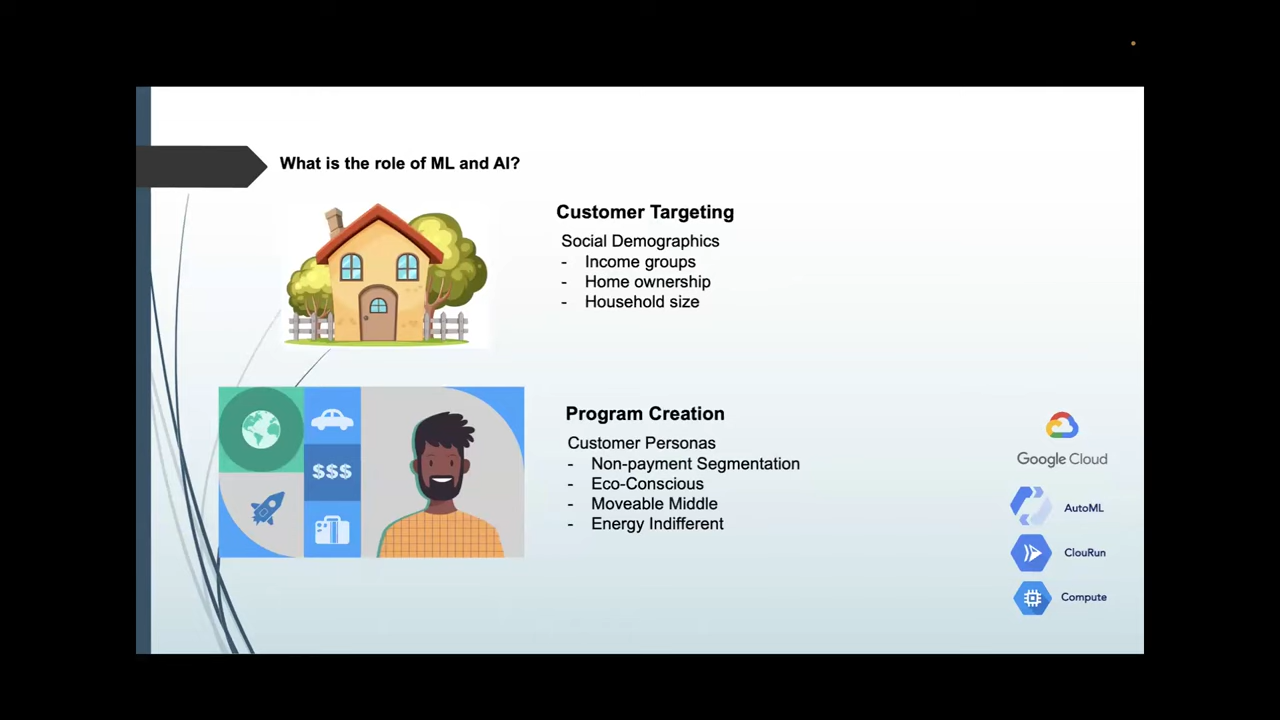 What is the role of ML and AI?
Customer Targeting
Social Demographics
- Income groups
- Home ownership
- Household size
$$$
Program Creation
Customer Personas
- Non-payment Segmentation
- Eco-Conscious
- Moveable Middle
- Energy Indifferent
Google Cloud
AutoML
ClouRun
Compute